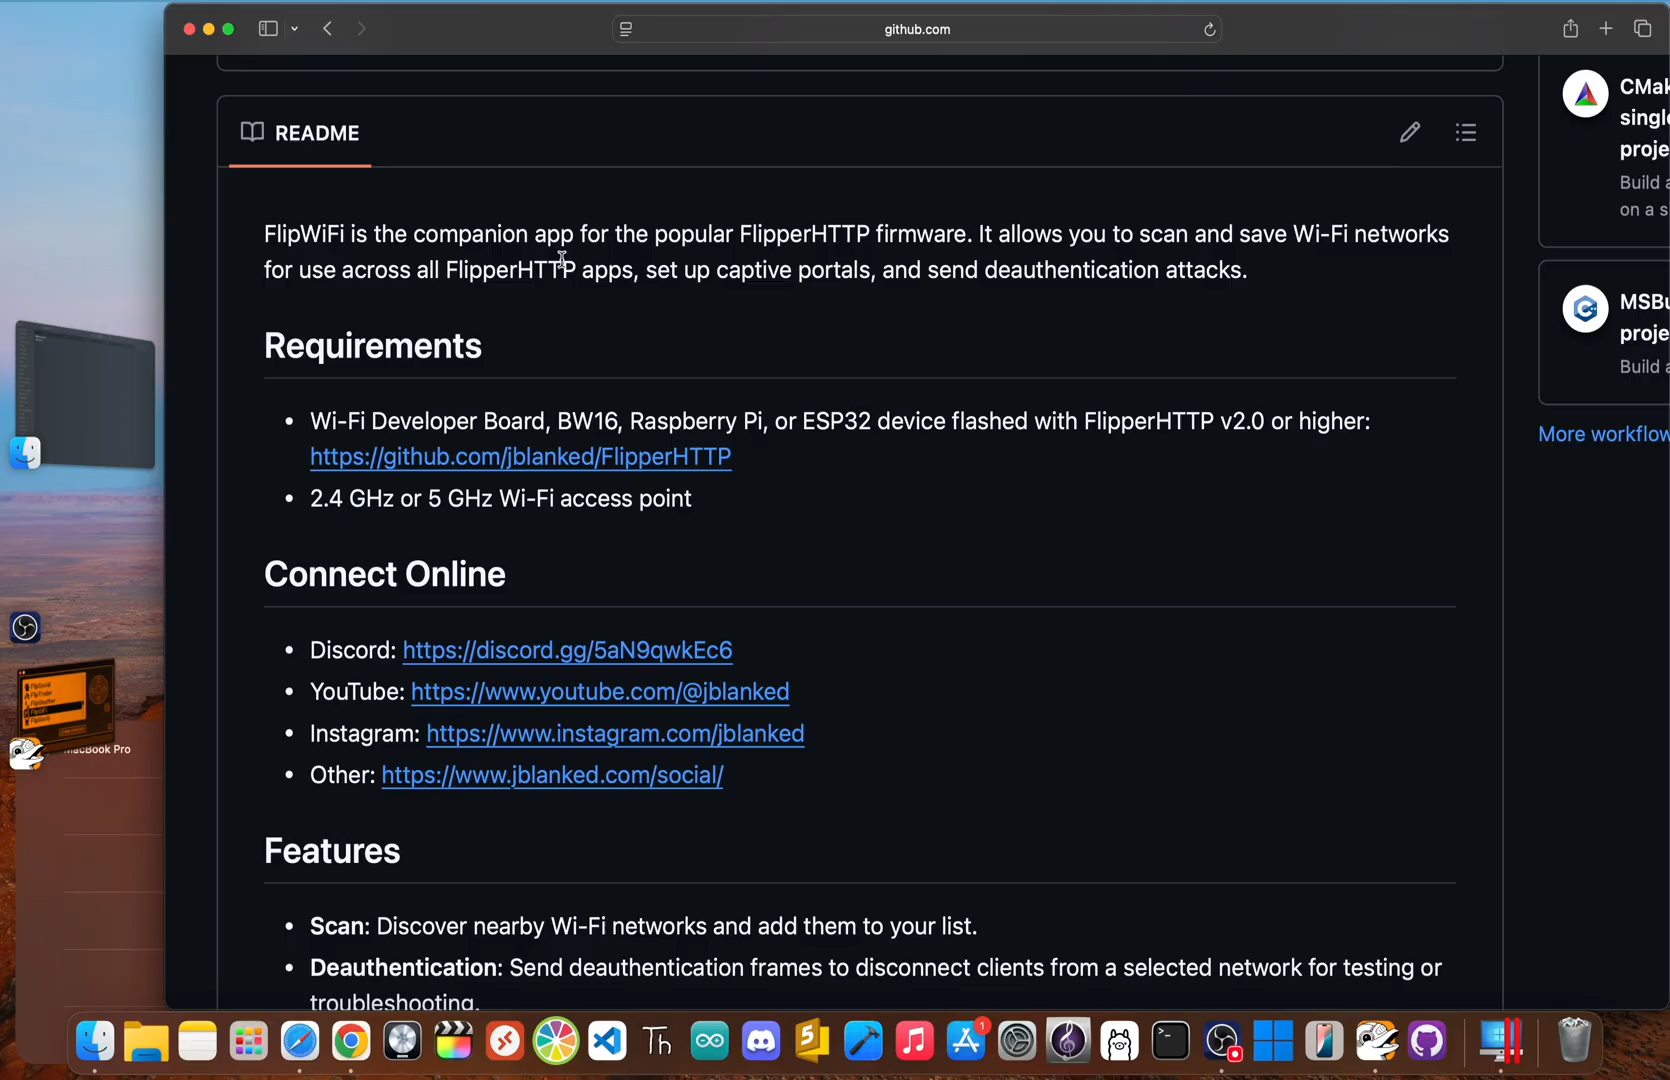 github.com
README
CMak
singl
proje
Build a
on a s
FlipWiFi is the companion app for the popular FlipperHTTP firmware. It allows you to scan and save Wi-Fi networks
for use across all FlipperHTTP apps, set up captive portals, and send deauthentication attacks.
MSBu
proje
Build a
Requirements
Wi-Fi Developer Board, BW16, Raspberry Pi, or ESP32 device flashed with FlipperHTTP v2.0 or higher:
https://github.com/jblanked/FlipperHTTP
More workflow
2.4 GHz or 5 GHz Wi-Fi access point
Connect Online
Discord: https://discord.gg/5aN9qwkEc6
YouTube: https://www.youtube.com/@jblanked
Instagram: https://www.instagram.com/jblanked
MacBook Pro
Other: https://www.jblanked.com/social/
Features
Scan: Discover nearby Wi-Fi networks and add them to your list.
Deauthentication: Send deauthentication frames to disconnect clients from a selected network for testing or
troubleshooting.
Th
5
1